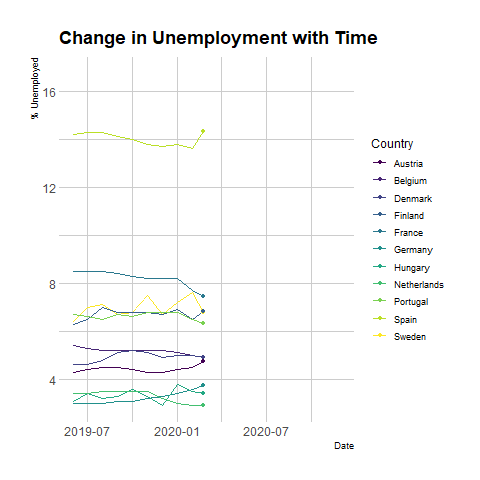 Change in Unemployment with Time
% Unemployed
16
12
8
4
2019-07
2020-01
2020-07
Date
Country
Austria
Belgium
Denmark
Finland
France
Germany
Hungary
Netherlands
Portugal
Spain
Sweden